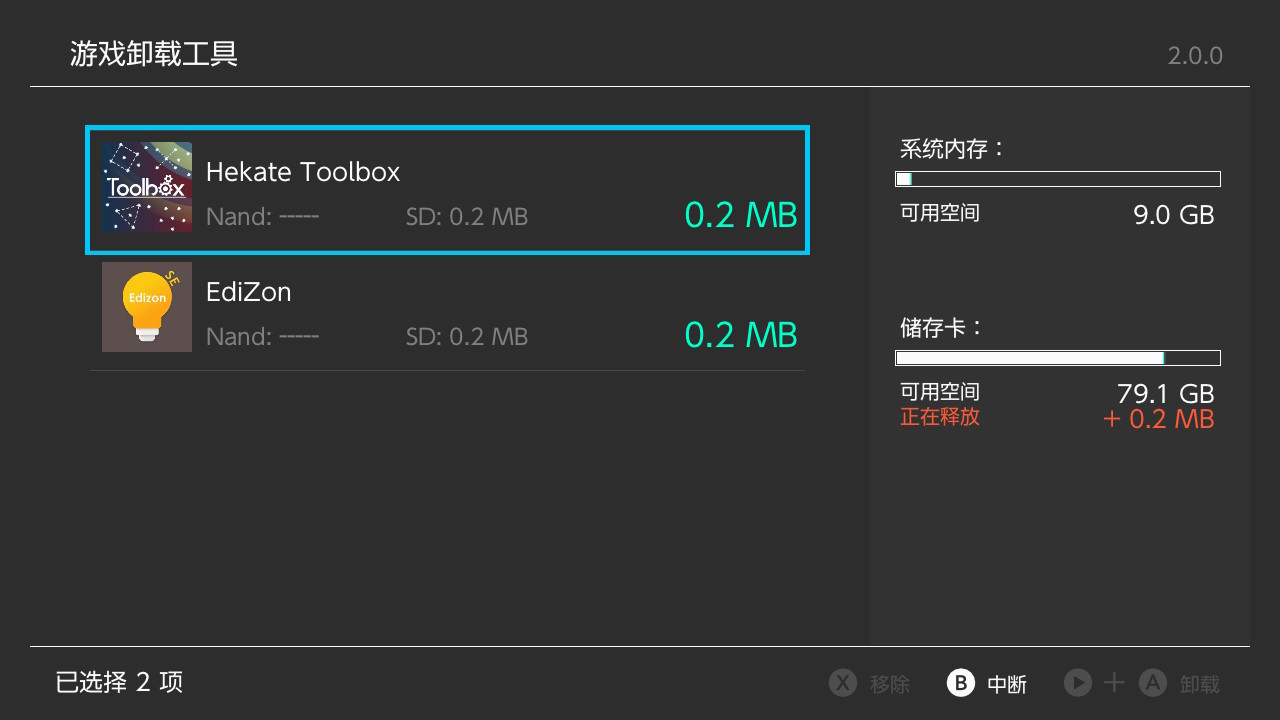 游戏卸载工具
2.0.0
Toolbox
Hekate Toolbox
Nand: -----
SD: 0.2 MB
0.2 MB
Edizon
SE
EdiZon
Nand: -----
SD: 0.2 MB
0.2 MB
系统内存：
可用空间
9.0 GB
储存卡：
可用空间
79.1 GB
正在释放
+ 0.2 MB
已选择 2 项
X 移除
B 中断
+ A 卸载